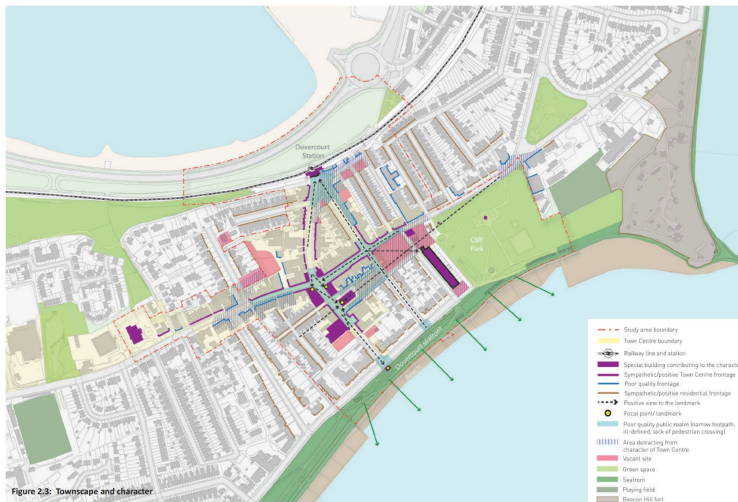 Dovercourt
Station
Cliff
Park
Dovercourt seafront
Study area boundary
Town Centre boundary
Railway line and station
Special building contributing to the characte
Sympathetic/positive Town Centre frontage
Poor quality frontage
Sympathetic/positive residential frontage
Positive view to the landmark
Focal point/ landmark
Poor quality public realm (narrow footpath,
ill-defined, lack of pedestrian crossing)
Area detracting from
character of Town Centre
Vacant site
Green space
Seafront
Playing field
Beacon Hill fort
Figure 2.3: Townscape and character